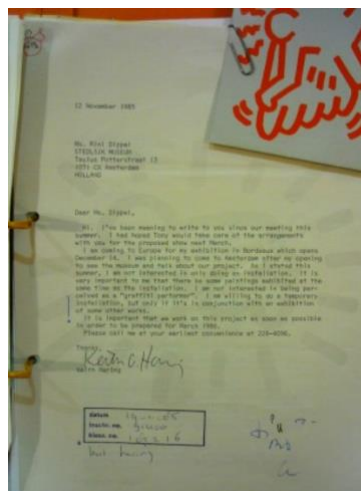 12 November 1985
Ms. Rini Dippel
STEDLIJK MUSEUM
Paulus Potterstraat 13
1071 CX Amsterdam
HOLLAND
Dear Ms. Dippel,
Hi. I've been meaning to write to you since our meeting this
summer. I had hoped Tony would take care of the arrangements
with you for the proposed show next March.
I am coming to Europe for my exhibition in Bordeaux which opens
December 14. I was planning to come to Amsterdam after my opening
to see the museum and talk about our project. As I stated this
summer, I am not interested in only doing an installation. It is
very important to me that there be some paintings exhibited at the
same time as the installation. I am not interested in being per-
ceived as a "graffiti performer". I am willing to do a temporary
installation, but only if it's in conjunction with an exhibition
of some other works.
It is important that we work on this project as soon as possible
in order to be prepared for March 1986.
Please call me at your earliest convenience at
Keith Haring
Keith Haring
datum
inschr. no.
klass. no.
haring